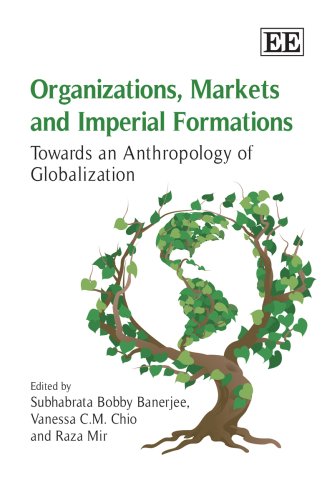 EE
Organizations, Markets
and Imperial Formations
Towards an Anthropology of
Globalization
Edited by
Subhabrata Bobby Banerjee,
Vanessa C.M. Chio
and Raza Mir